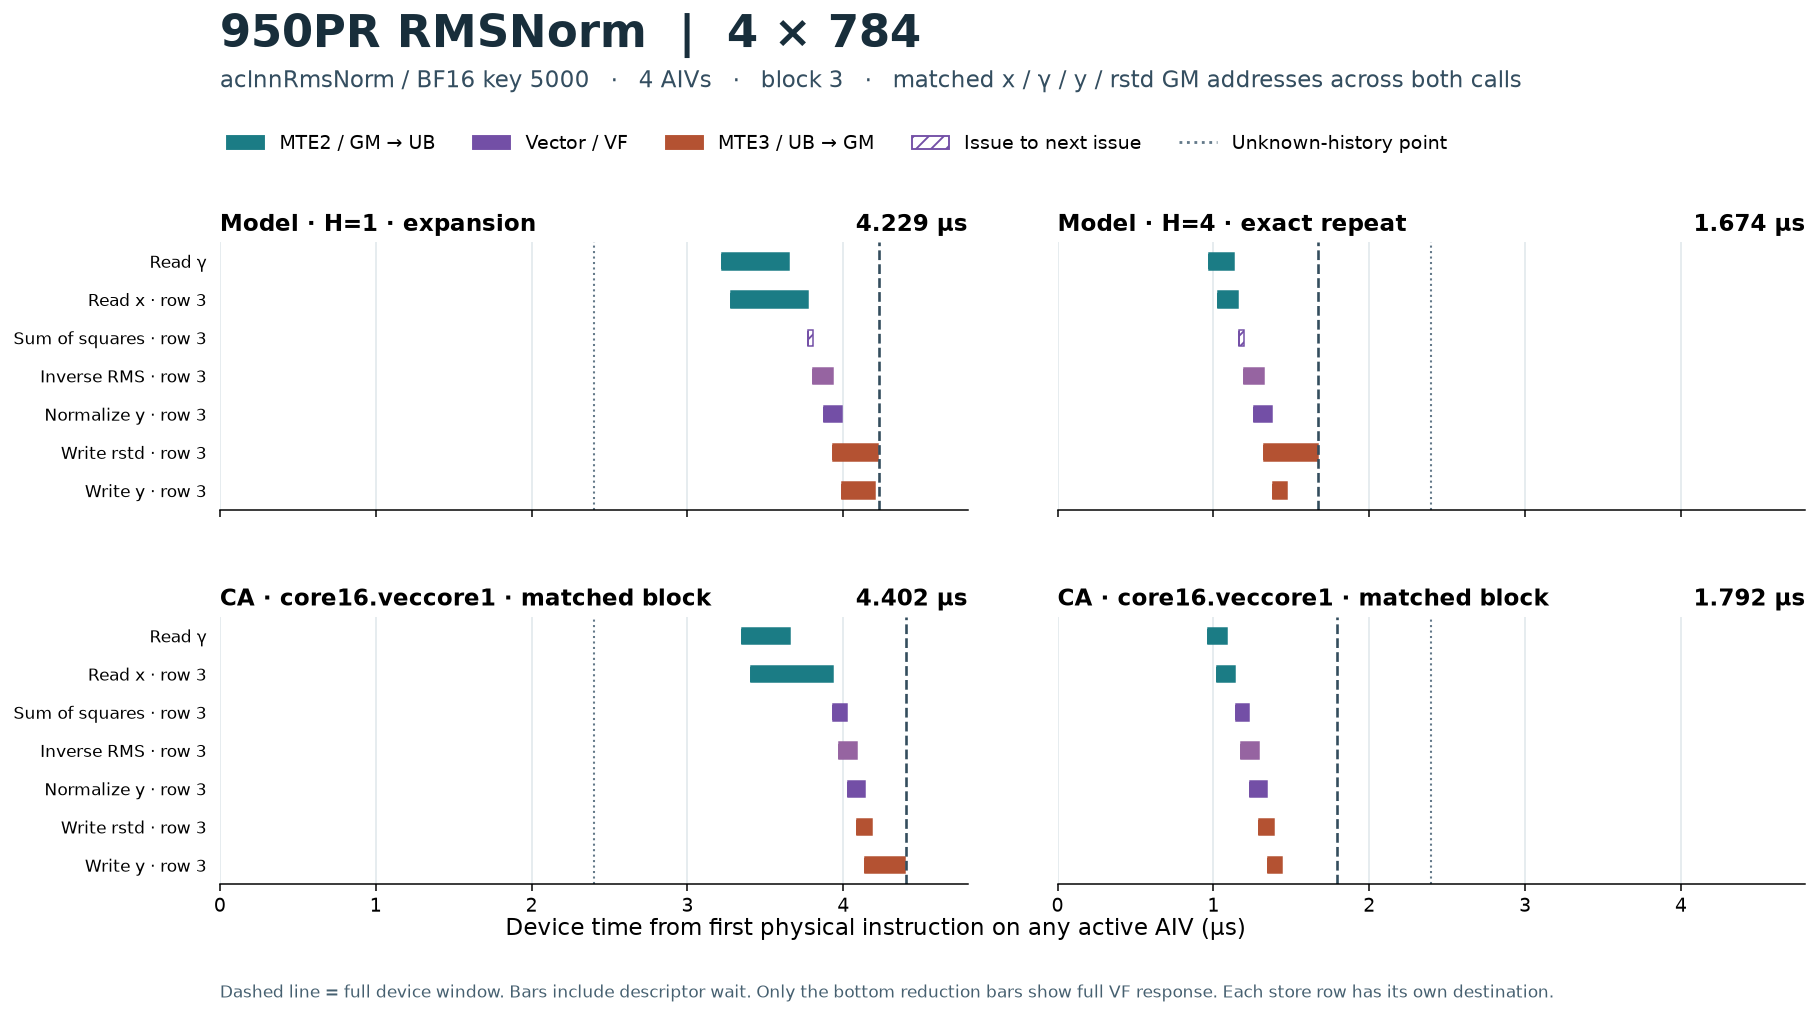 950PR RMSNorm | 4 × 784
aclnnRmsNorm / BF16 key 5000 · 4 AIVs · block 3 · matched x / γ / y / rstd GM addresses across both calls
MTE2 / GM → UB
Vector / VF
MTE3 / UB → GM
Issue to next issue
Unknown-history point
Model · H=1 · expansion
4.229 μs
Read γ
Read x · row 3
Sum of squares · row 3
Inverse RMS · row 3
Normalize y · row 3
Write rstd · row 3
Write y · row 3
Model · H=4 · exact repeat
1.674 μs
CA · core16.veccore1 · matched block
4.402 μs
Read γ
Read x · row 3
Sum of squares · row 3
Inverse RMS · row 3
Normalize y · row 3
Write rstd · row 3
Write y · row 3
0 1 2 3 4
CA · core16.veccore1 · matched block
1.792 μs
0 1 2 3 4
Device time from first physical instruction on any active AIV (μs)
Dashed line = full device window. Bars include descriptor wait. Only the bottom reduction bars show full VF response. Each store row has its own destination.